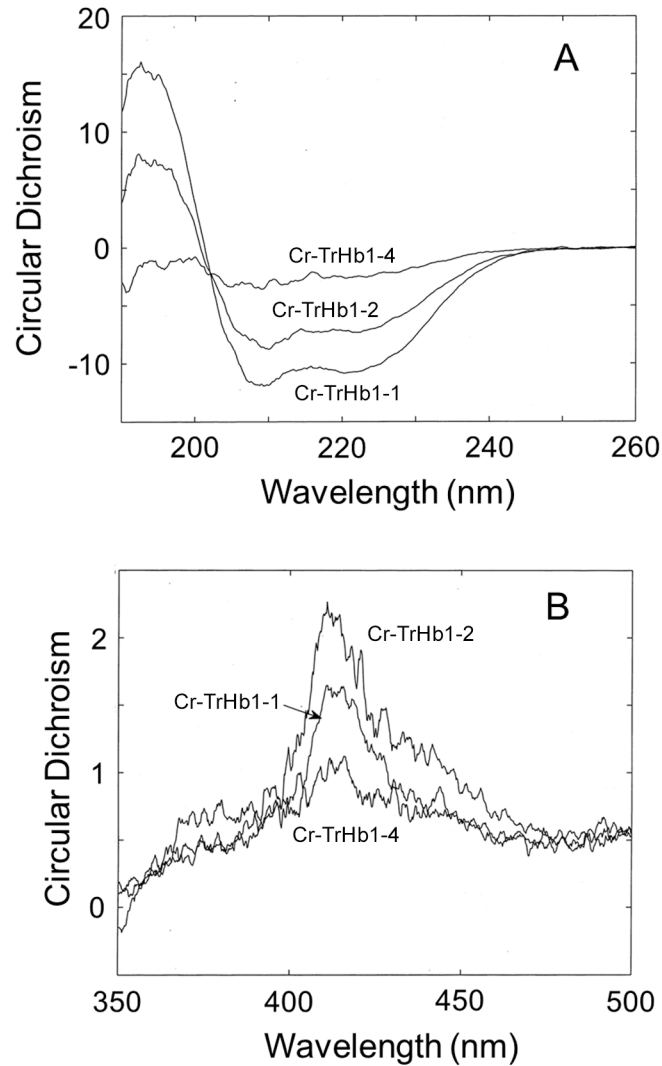 A
20
10
0
-10
Circular Dichroism
Cr-TrHb1-4
Cr-TrHb1-2
Cr-TrHb1-1
200
220
240
260
Wavelength (nm)
B
2
1
0
Circular Dichroism
Cr-TrHb1-2
Cr-TrHb1-1
Cr-TrHb1-4
350
400
450
500
Wavelength (nm)